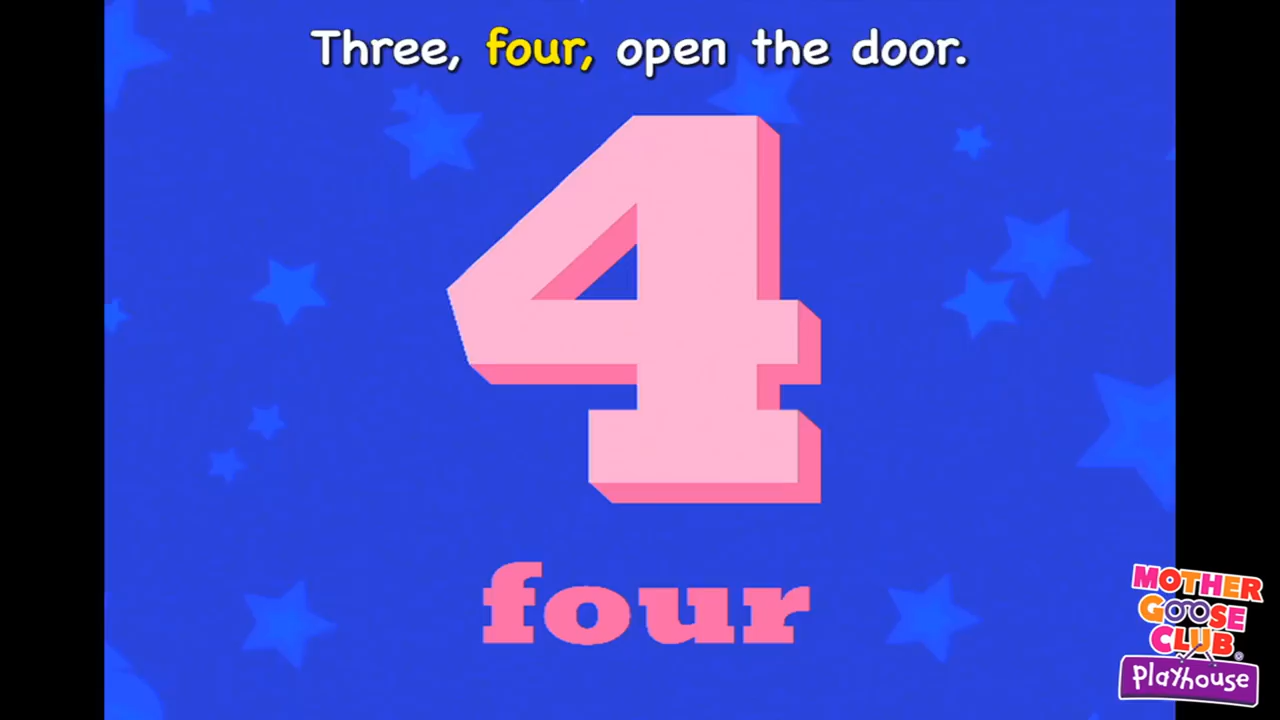 Three, four, open the door.
4
four
MOTHER
GOOSE
CLUB®
Playhouse